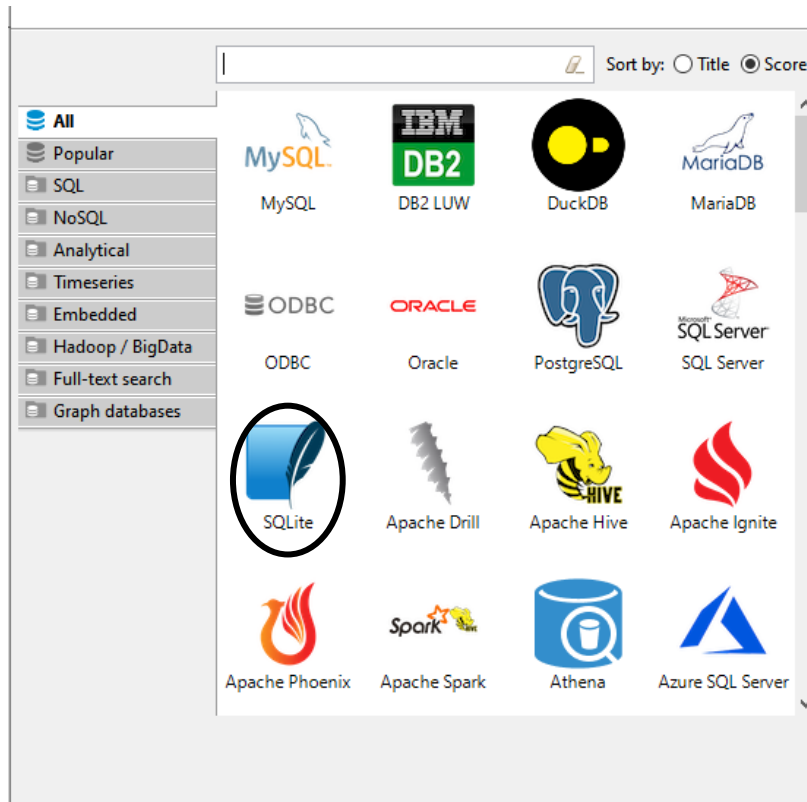 Sort by: Title Score
All
Popular
SQL
NoSQL
Analytical
Timeseries
Embedded
Hadoop / BigData
Full-text search
Graph databases
MySQL IBM DB2 MariaDB
MySQL DB2 LUW DuckDB MariaDB
ODBC ORACLE Microsoft SQL Server
ODBC Oracle PostgreSQL SQL Server
HIVE
SQLite Apache Drill Apache Hive Apache Ignite
Spark HIVE
Apache Phoenix Apache Spark Athena Azure SQL Server